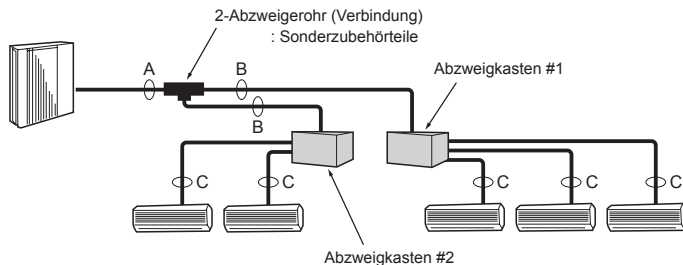 2-Abzweigerohr (Verbindung)
: Sonderzubehörteile
A
B
Abzweigkasten #1
B
C
C
C
C
C
Abzweigkasten #2